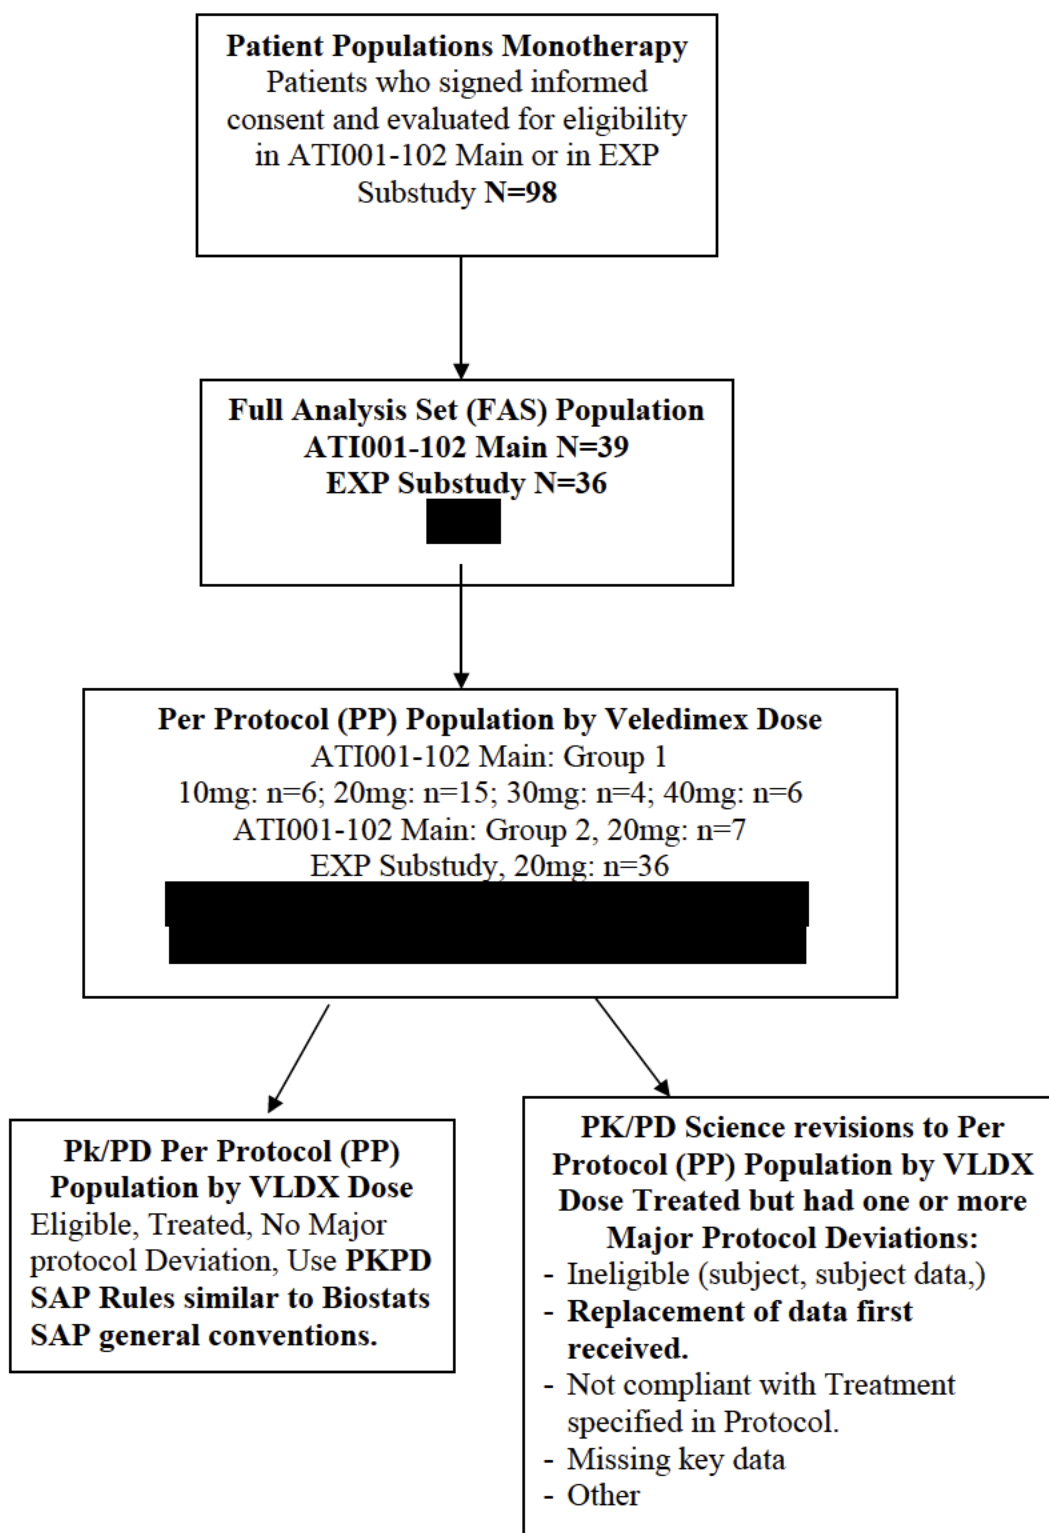 Patient Populations Monotherapy
Patients who signed informed
consent and evaluated for eligibility
in ATI001-102 Main or in EXP
Substudy N=98
Full Analysis Set (FAS) Population
ATI001-102 Main N=39
EXP Substudy N=36
Per Protocol (PP) Population by Veledimex Dose
ATI001-102 Main: Group 1
10mg: n=6; 20mg: n=15; 30mg: n=4; 40mg: n=6
ATI001-102 Main: Group 2, 20mg: n=7
EXP Substudy, 20mg: n=36
Pk/PD Per Protocol (PP)
Population by VLDX Dose
Eligible, Treated, No Major
protocol Deviation, Use PKPD
SAP Rules similar to Biostats
SAP general conventions.
PK/PD Science revisions to Per
Protocol (PP) Population by VLDX
Dose Treated but had one or more
Major Protocol Deviations:
- Ineligible (subject, subject data,)
- Replacement of data first
received.
- Not compliant with Treatment
specified in Protocol.
- Missing key data
- Other